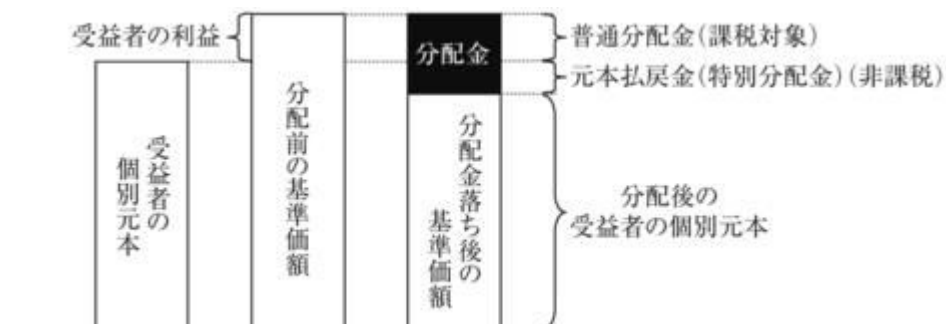 受益者の利益
分配金
普通分配金(課税対象)
元本払戻金(特別分配金)(非課税)
受益者の
個別元本
分配前の基準価額
分配金落ち後の
基準価額
分配後の
受益者の個別元本